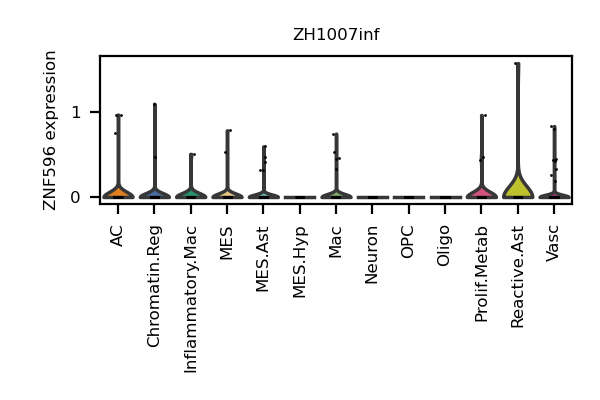 ZH1007inf
ZNF596 expression
1
0
AC
Chromatin.Reg
Inflammatory.Mac
MES
MES.Ast
MES.Hyp
Mac
Neuron
OPC
Oligo
Prolif.Metab
Reactive.Ast
Vasc